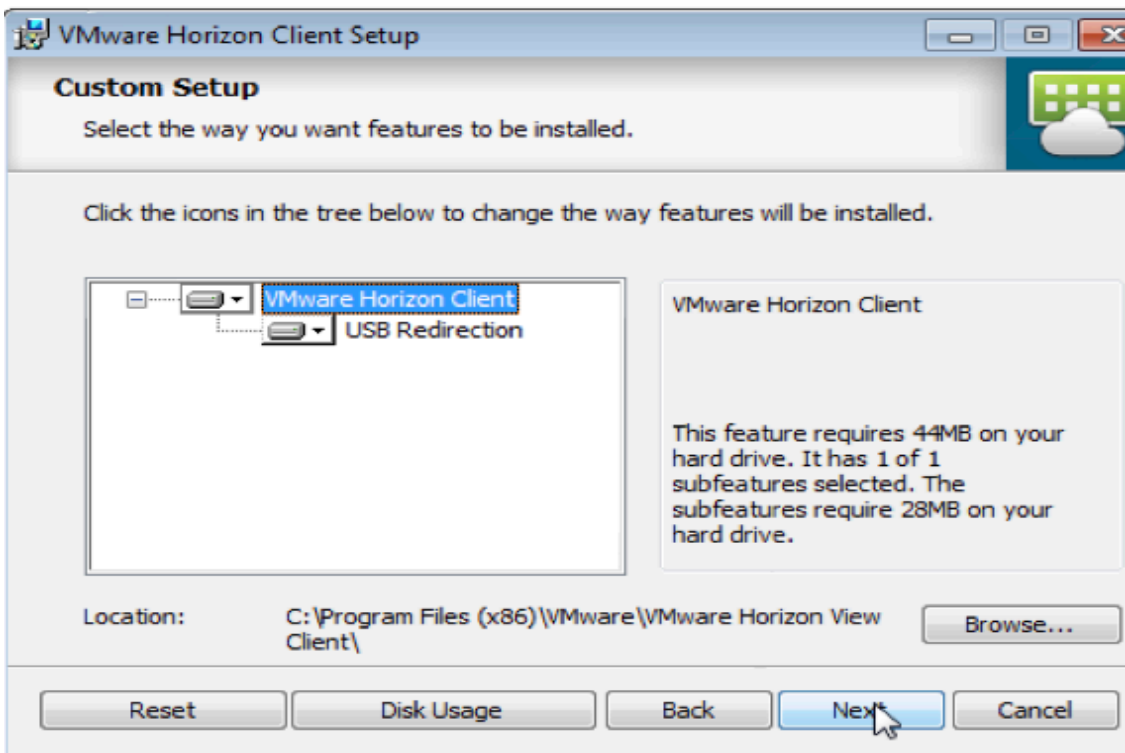 VMware Horizon Client Setup
Custom Setup
Select the way you want features to be installed.
Click the icons in the tree below to change the way features will be installed.
VMware Horizon Client
USB Redirection
VMware Horizon Client
This feature requires 44MB on your
hard drive. It has 1 of 1
subfeatures selected. The
subfeatures require 28MB on your
hard drive.
Location:
C:\Program Files (x86)\VMware\VMware Horizon View
Client\
Browse...
Reset
Disk Usage
Back
Next
Cancel